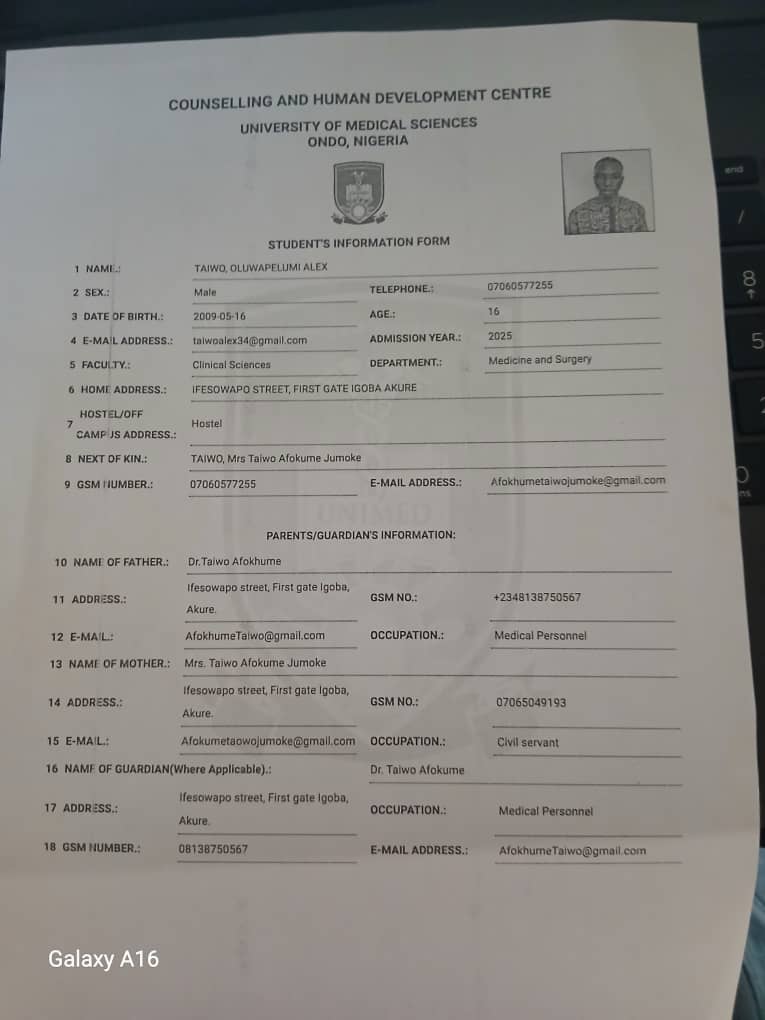 COUNSELLING AND HUMAN DEVELOPMENT CENTRE
UNIVERSITY OF MEDICAL SCIENCES
ONDO, NIGERIA
STUDENT'S INFORMATION FORM
1 NAME.: TAIWO, OLUWAPELUMI ALEX
2 SEX.: Male TELEPHONE.: 07060577255
3 DATE OF BIRTH.: 2009-05-16 AGE.: 16
4 E-MAIL ADDRESS.: taiwoalex34@gmail.com ADMISSION YEAR.: 2025
5 FACULTY.: Clinical Sciences DEPARTMENT.: Medicine and Surgery
6 HOME ADDRESS.: IFESOWAPO STREET, FIRST GATE IGOBA AKURE
7 HOSTEL/OFF CAMPUS ADDRESS.: Hostel
8 NEXT OF KIN.: TAIWO, Mrs Taiwo Afokume Jumoke
9 GSM NUMBER.: 07060577255 E-MAIL ADDRESS.: Afokhumetaiwojumoke@gmail.com
UNIMED
PARENTS/GUARDIAN'S INFORMATION:
10 NAME OF FATHER.: Dr.Taiwo Afokhume
11 ADDRESS.: Ifesowapo street, First gate Igoba, Akure. GSM NO.: +2348138750567
12 E-MAIL.: AfokhumeTaiwo@gmail.com OCCUPATION.: Medical Personnel
13 NAME OF MOTHER.: Mrs. Taiwo Afokume Jumoke
14 ADDRESS.: Ifesowapo street, First gate Igoba, Akure. GSM NO.: 07065049193
15 E-MAIL.: Afokumetaowojumoke@gmail.com OCCUPATION.: Civil servant
16 NAME OF GUARDIAN(Where Applicable).: Dr. Taiwo Afokume
17 ADDRESS.: Ifesowapo street, First gate Igoba, Akure. OCCUPATION.: Medical Personnel
18 GSM NUMBER.: 08138750567 E-MAIL ADDRESS.: AfokhumeTaiwo@gmail.com
Galaxy A16
end
/
8
5